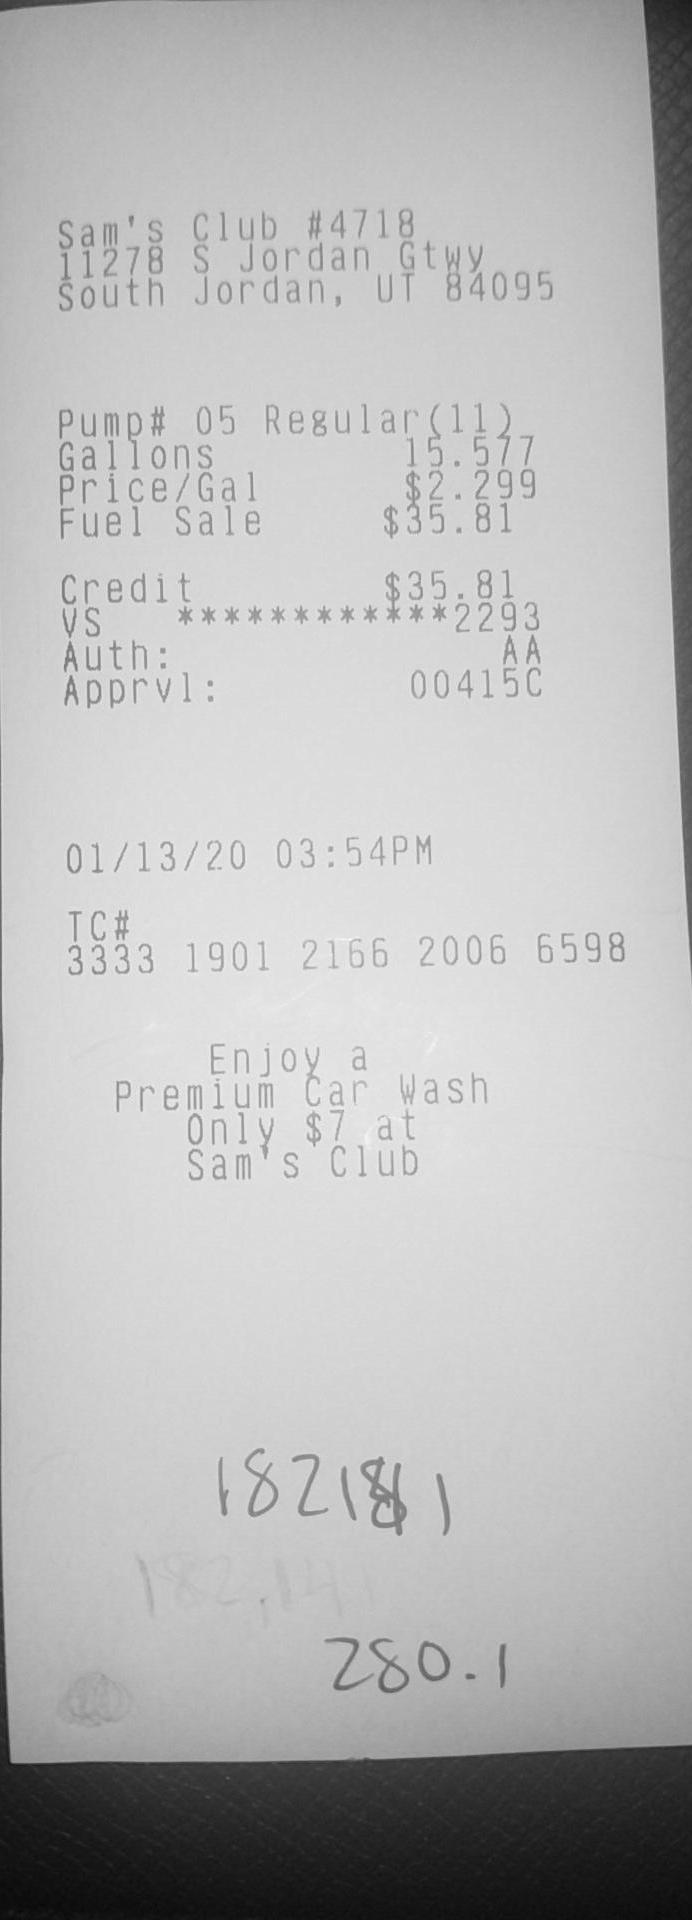 Sam's Club #4718
11278 S Jordan Gtwy
South Jordan, UT 84095
Pump# 05 Regular(11)
Gallons 15.577
Price/Gal $2.299
Fuel Sale $35.81
Credit $35.81
VS ************2293
Auth: AA
Apprvl: 00415C
01/13/20 03:54PM
TC#
3333 1901 2166 2006 6598
Enjoy a
Premium Car Wash
Only $7 at
Sam's Club
280.1